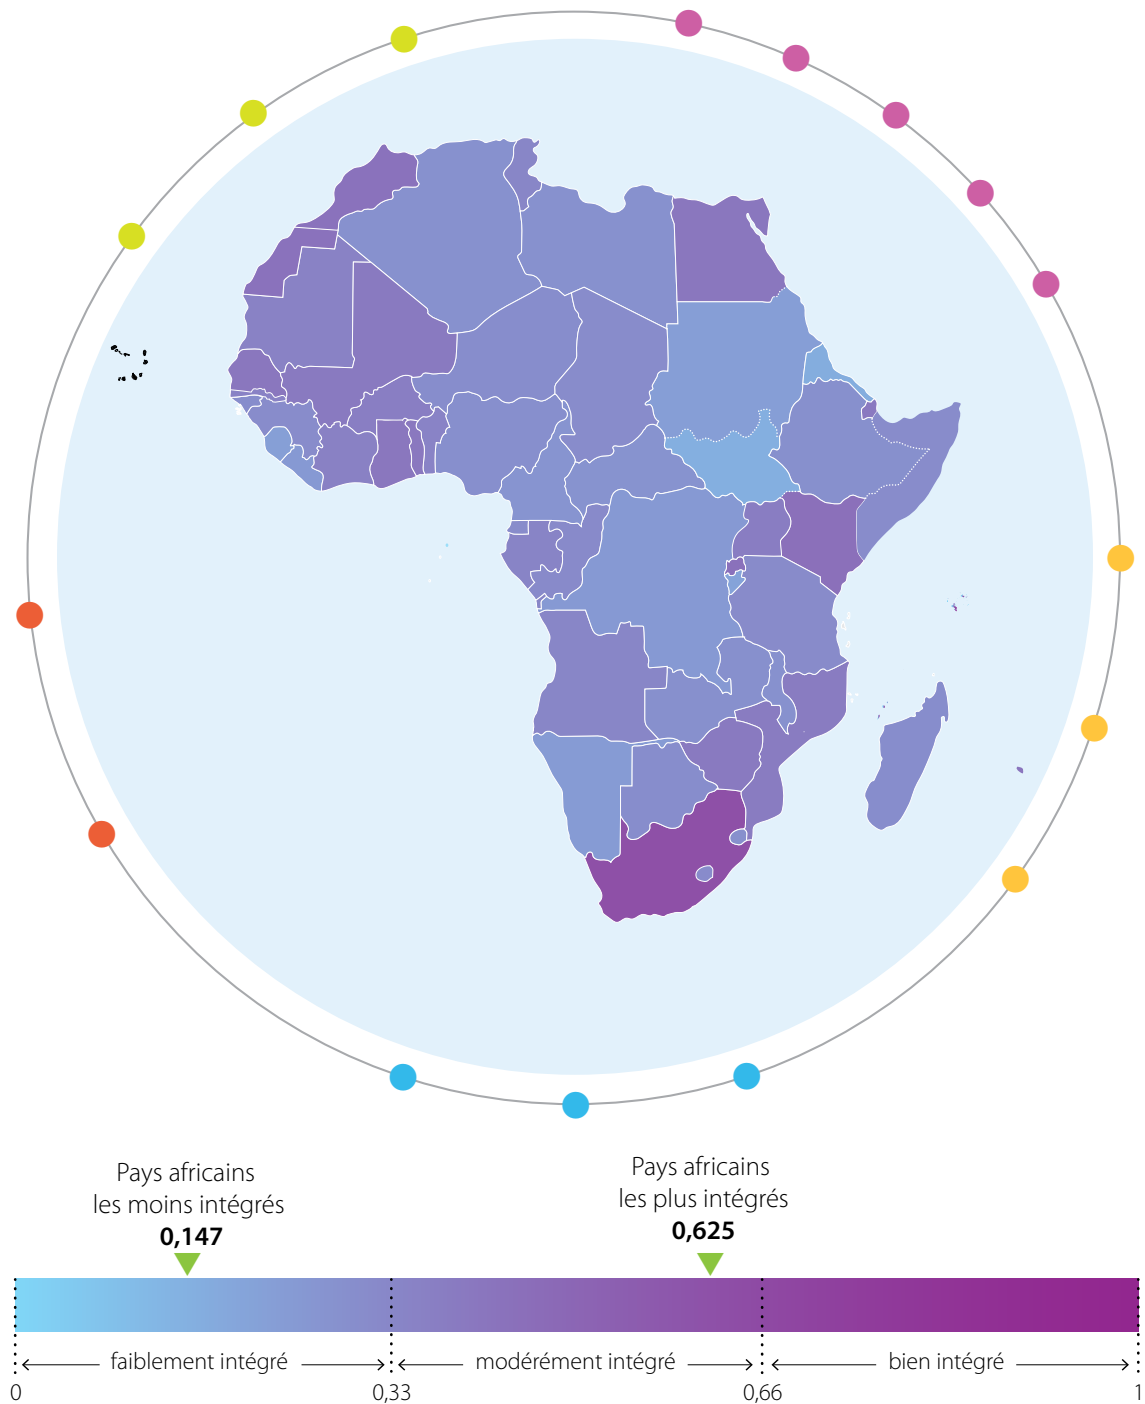 Pays africains
les moins intégrés
0,147
Pays africains
les plus intégrés
0,625
faiblement intégré
modérément intégré
bien intégré
0
0,33
0,66
1